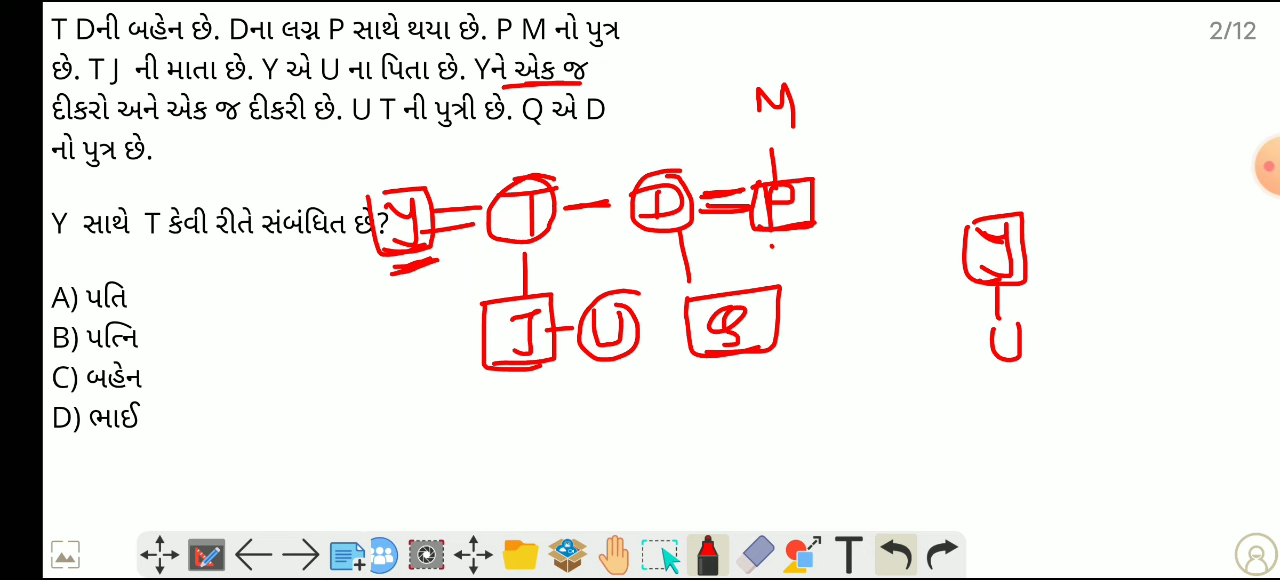 T Dની બહેન છે. Dના લગ્ન P સાથે થયા છે. P M નો પુત્ર
2/12
છે. T J ની માતા છે. Y એ U ના પિતા છે. Yને એક જ
દીકરો અને એક જ દીકરી છે. U T ની પુત્રી છે. Q એ D
નો પુત્ર છે.
M
Y T D P
Y સાથે T કેવી રીતે સંબંધિત છે?
Y
J U Q
U
A) પતિ
B) પત્નિ
C) બહેન
D) ભાઈ
T